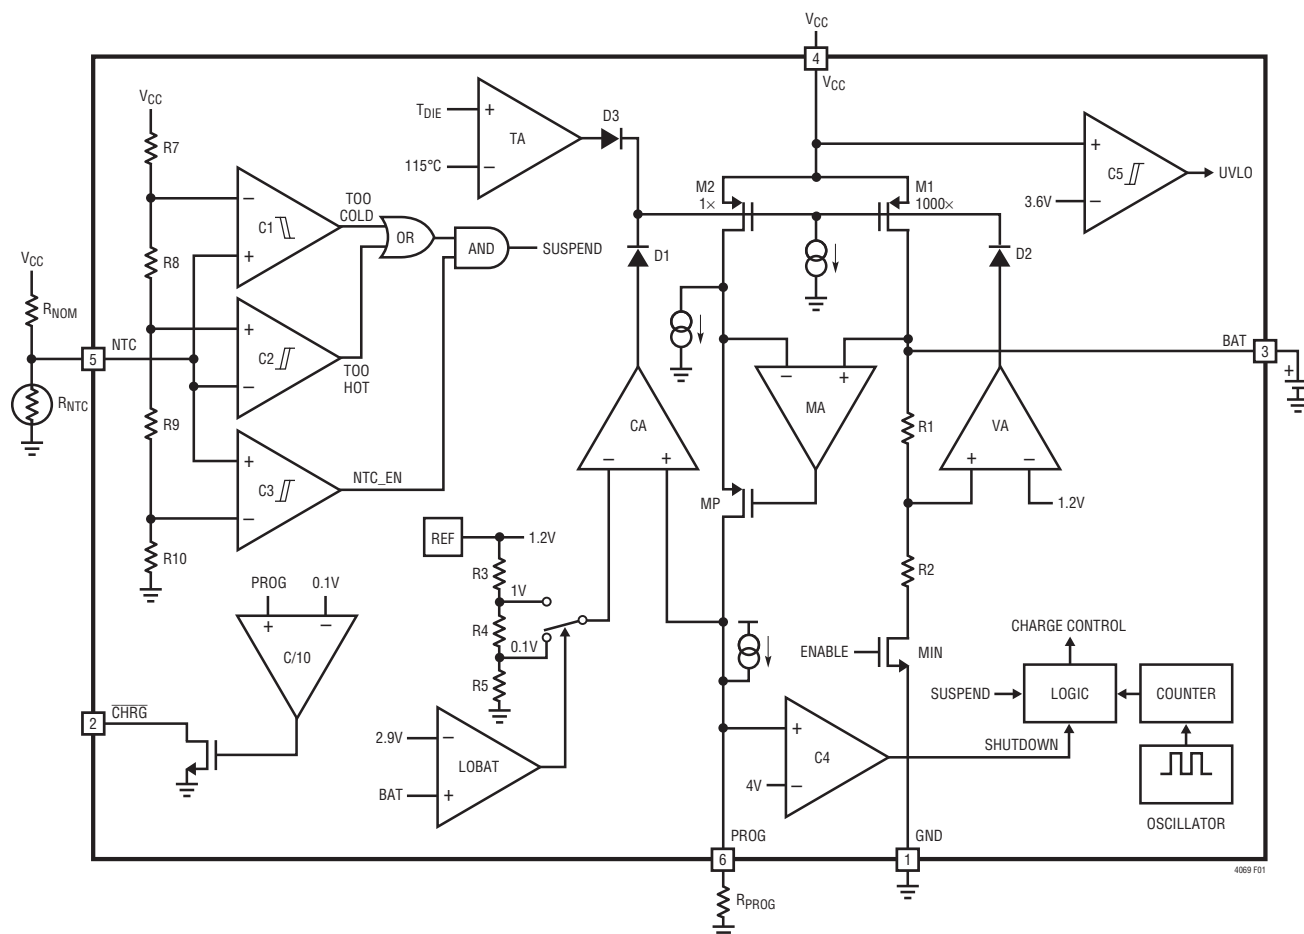 VCC
4
VCC
VCC
TDIE
+
TA
D3
115°C
−
R7
+
C5
UVLO
3.6V
−
M2
1×
M1
1000×
−
C1
+
TOO
COLD
OR
AND
SUSPEND
D1
D2
VCC
R8
RNOM
+
C2
−
TOO
HOT
5
NTC
BAT
3
+
RNTC
−
+
MA
R9
CA
−
+
R1
VA
+
−
1.2V
+
C3
−
NTC_EN
MP
REF
1.2V
R10
R3
1V
R2
PROG
0.1V
+
−
C/10
R4
0.1V
R5
ENABLE
MIN
CHARGE CONTROL
SUSPEND
LOGIC
COUNTER
2
CHRG
2.9V
−
LOBAT
BAT
+
+
C4
4V
−
SHUTDOWN
OSCILLATOR
PROG
6
GND
1
RPROG
4069 F01